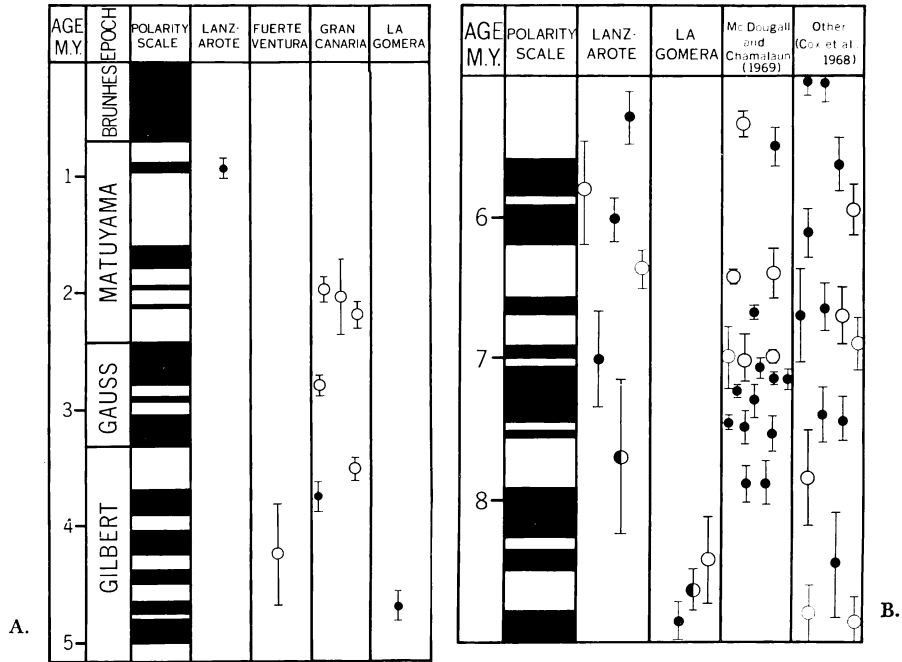 AGE
M.Y.
EPOCH
POLARITY
SCALE
LANZ-
AROTE
FUERTE
VENTURA
GRAN
CANARIA
LA
GOMERA
BRUNHES
MATUYAMA
GAUSS
GILBERT
1
2
3
4
5
A.
AGE
M.Y.
POLARITY
SCALE
LANZ-
AROTE
LA
GOMERA
Mc Dougall
and
Chamalaun
(1969)
Other
(Cox et al.
1968)
6
7
8
B.